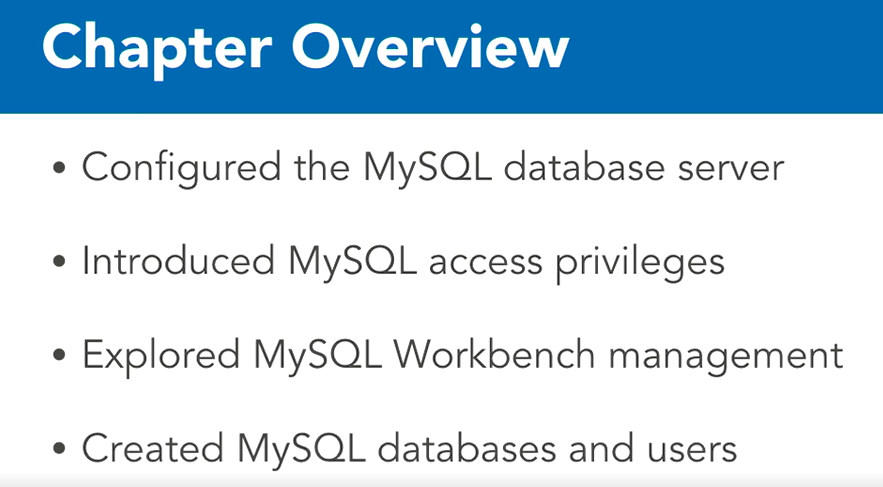 Chapter Overview
• Configured the MySQL database server
• Introduced MySQL access privileges
• Explored MySQL Workbench management
• Created MySQL databases and users